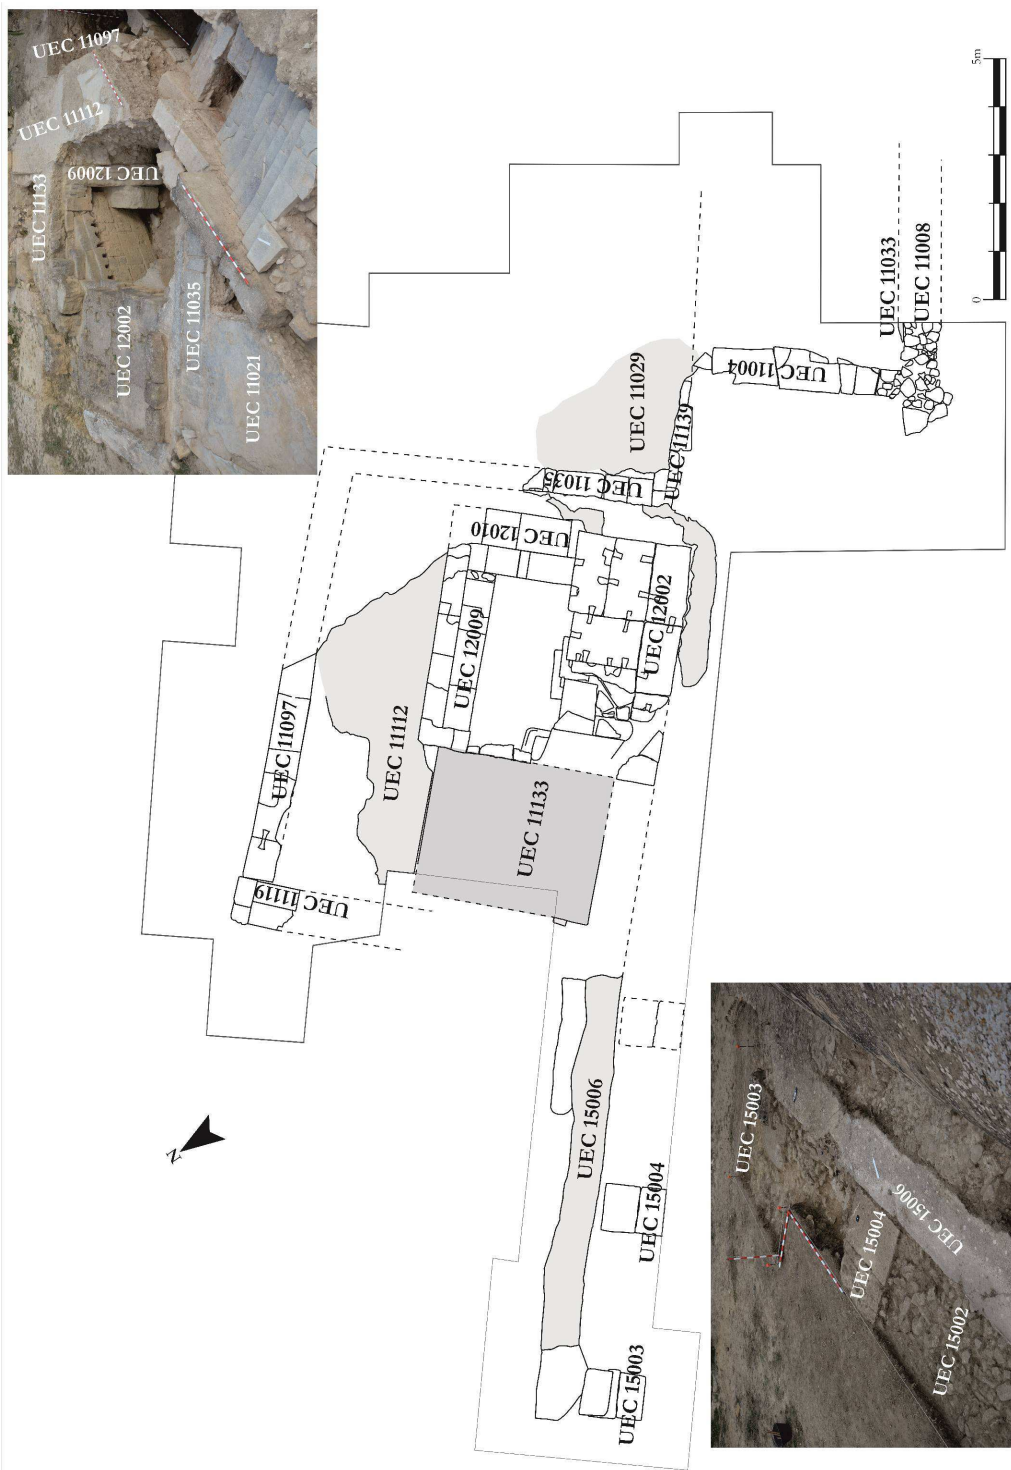 UEC 11097
UEC 11112
UEC 11133
UEC 12009
UEC 12002
UEC 11035
UEC 11021
5m
0
UEC 11033
UEC 11008
UEC 11029
UEC 11004
UEC 11139
UEC 11035
UEC 12010
UEC 12009
UEC 12002
UEC 11097
UEC 11112
UEC 11133
UEC 11119
N
UEC 15006
UEC 15004
UEC 15003
UEC 15003
UEC 15006
UEC 15004
UEC 15002